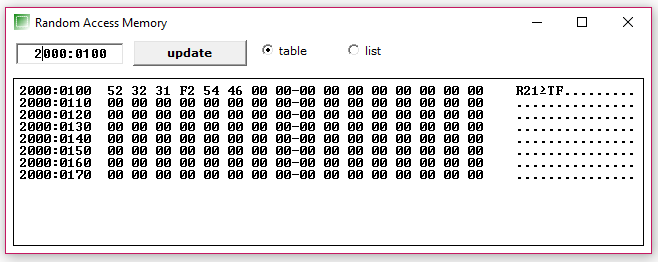 Random Access Memory
2000:0100 update table list
2000:0100 52 32 31 F2 54 46 00 00-00 00 00 00 00 00 00 00 R21≥TF..........
2000:0110 00 00 00 00 00 00 00 00-00 00 00 00 00 00 00 00 ................
2000:0120 00 00 00 00 00 00 00 00-00 00 00 00 00 00 00 00 ................
2000:0130 00 00 00 00 00 00 00 00-00 00 00 00 00 00 00 00 ................
2000:0140 00 00 00 00 00 00 00 00-00 00 00 00 00 00 00 00 ................
2000:0150 00 00 00 00 00 00 00 00-00 00 00 00 00 00 00 00 ................
2000:0160 00 00 00 00 00 00 00 00-00 00 00 00 00 00 00 00 ................
2000:0170 00 00 00 00 00 00 00 00-00 00 00 00 00 00 00 00 ................